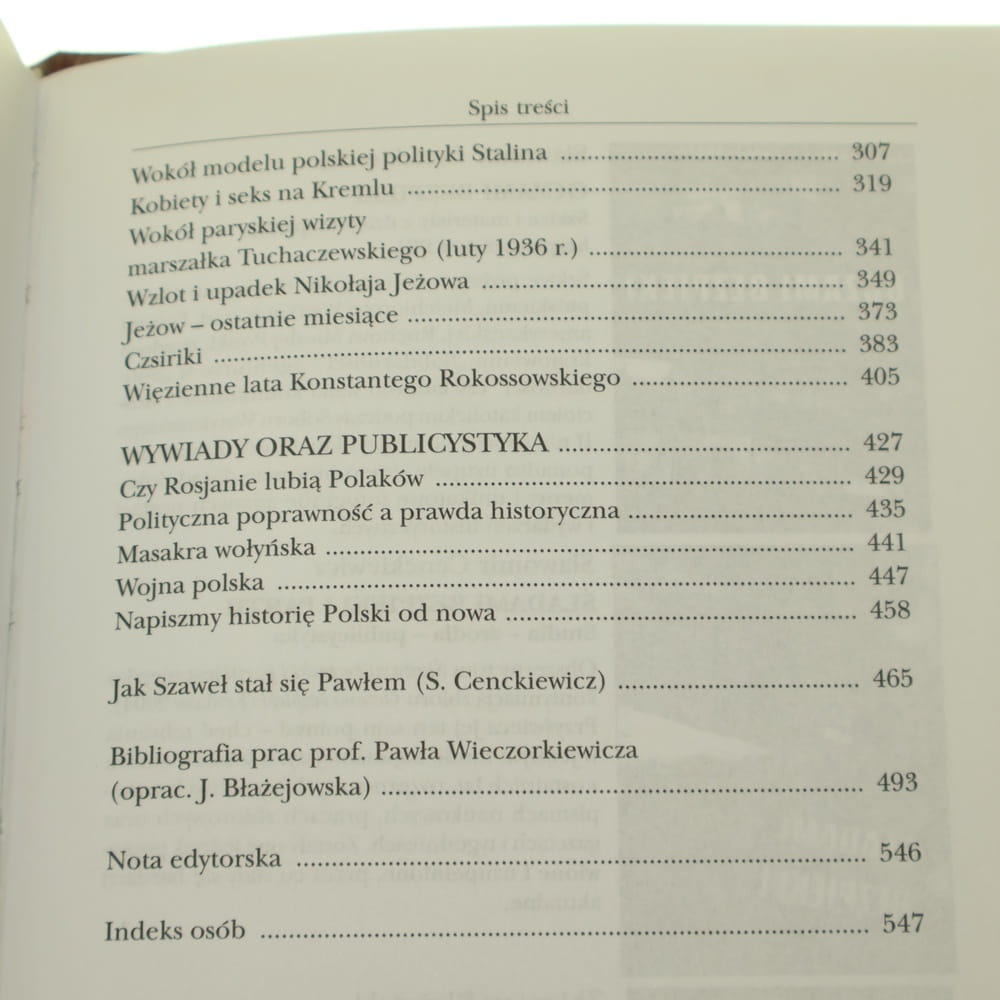 Spis treści
Wokół modelu polskiej polityki Stalina ........................................ 307
Kobiety i seks na Kremlu ............................................................... 319
Wokół paryskiej wizyty
marszałka Tuchaczewskiego (luty 1936 r.) ................................... 341
Wzlot i upadek Nikołaja Jeżowa ..................................................... 349
Jeżow – ostatnie miesiące ............................................................... 373
Czsiriki ............................................................................................ 383
Więzienne lata Konstantego Rokossowskiego ............................... 405
WYWIADY ORAZ PUBLICYSTYKA .......................................... 427
Czy Rosjanie lubią Polaków ........................................................... 429
Polityczna poprawność a prawda historyczna ............................... 435
Masakra wołyńska ........................................................................... 441
Wojna polska ................................................................................... 447
Napiszmy historię Polski od nowa .................................................. 458
Jak Szaweł stał się Pawłem (S. Cenckiewicz) .................................. 465
Bibliografia prac prof. Pawła Wieczorkiewicza
(oprac. J. Błażejowska) .................................................................... 493
Nota edytorska ................................................................................ 546
Indeks osób ...................................................................................... 547